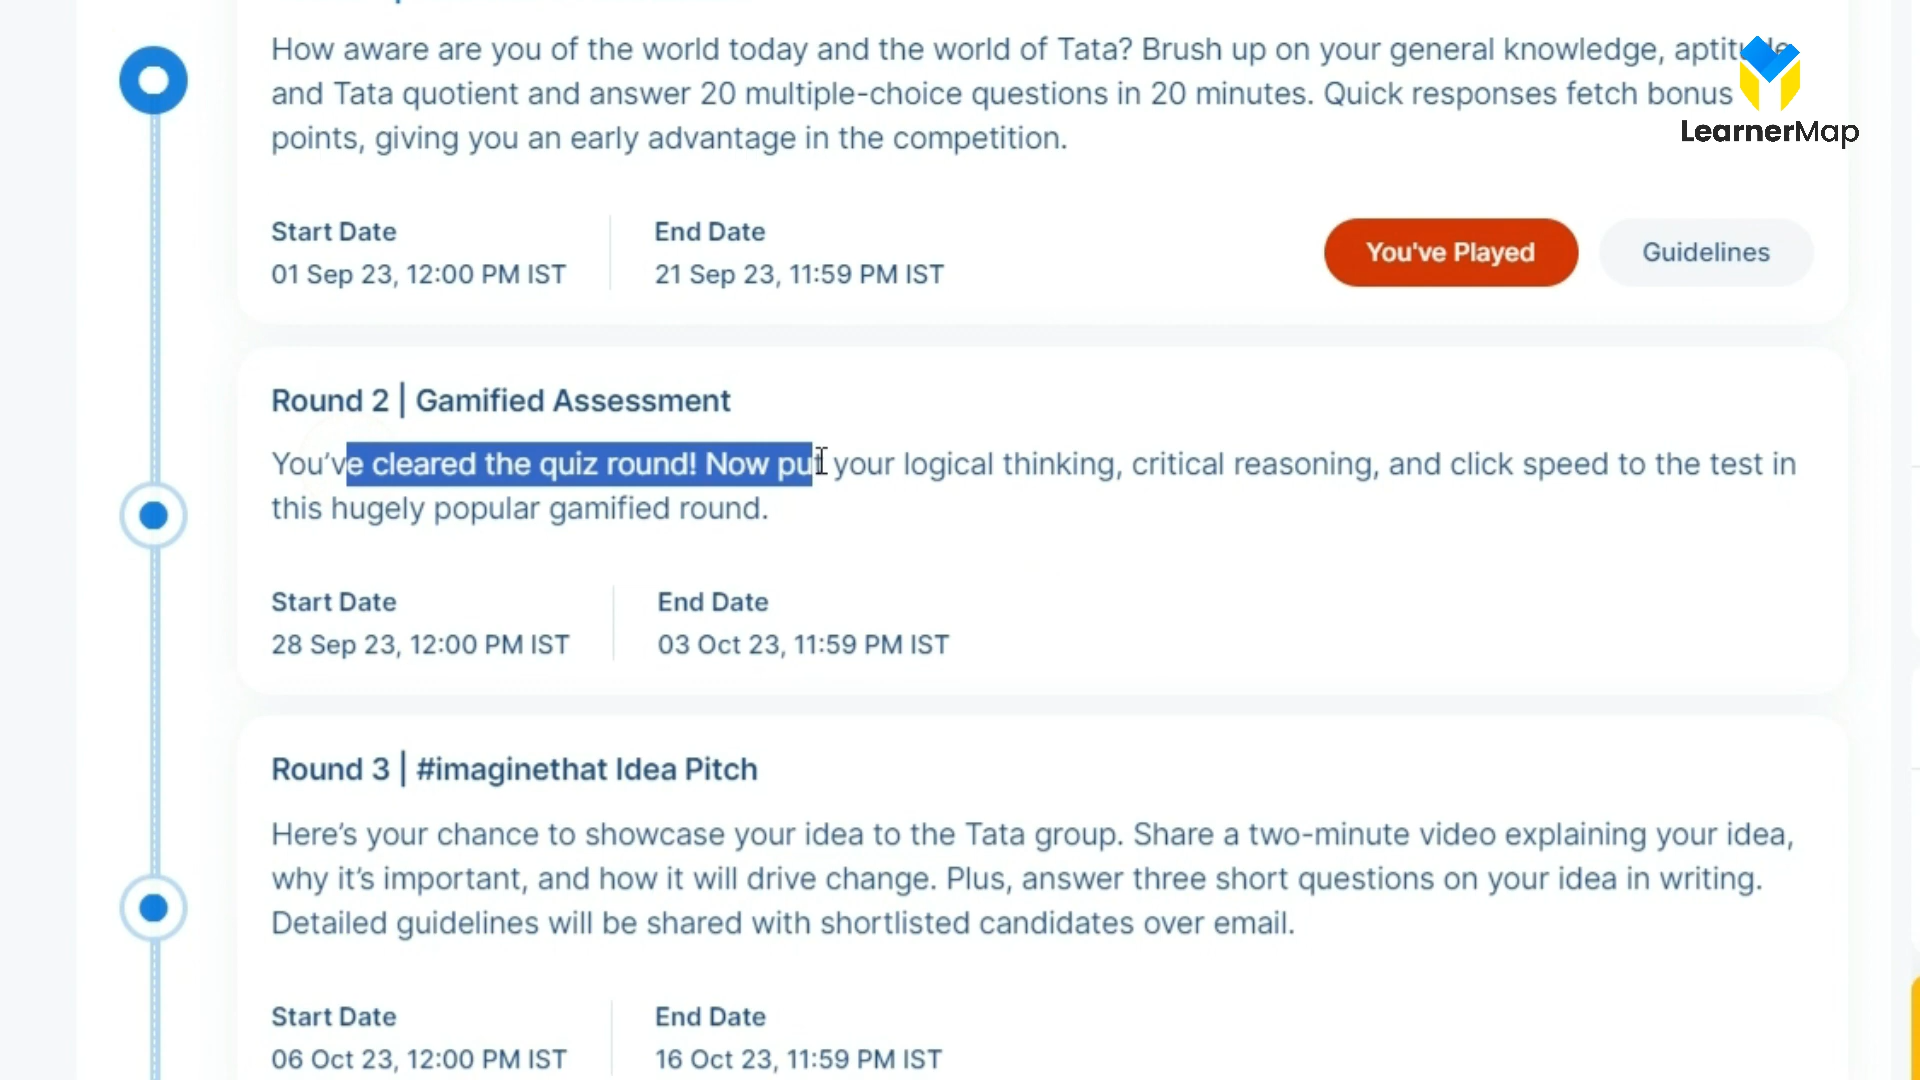 How aware are you of the world today and the world of Tata? Brush up on your general knowledge,
and Tata quotient and answer 20 multiple-choice questions in 20 minutes. Quick responses fetch bonus
points, giving you an early advantage in the competition.
LearnerMap
Start Date
01 Sep 23, 12:00 PM IST
End Date
21 Sep 23, 11:59 PM IST
You've Played
Guidelines
Round 2 | Gamified Assessment
You’ve cleared the quiz round! Now put your logical thinking, critical reasoning, and click speed to the test in
this hugely popular gamified round.
Start Date
28 Sep 23, 12:00 PM IST
End Date
03 Oct 23, 11:59 PM IST
Round 3 | #imaginethat Idea Pitch
Here’s your chance to showcase your idea to the Tata group. Share a two-minute video explaining your idea,
why it’s important, and how it will drive change. Plus, answer three short questions on your idea in writing.
Detailed guidelines will be shared with shortlisted candidates over email.
Start Date
06 Oct 23, 12:00 PM IST
End Date
16 Oct 23, 11:59 PM IST